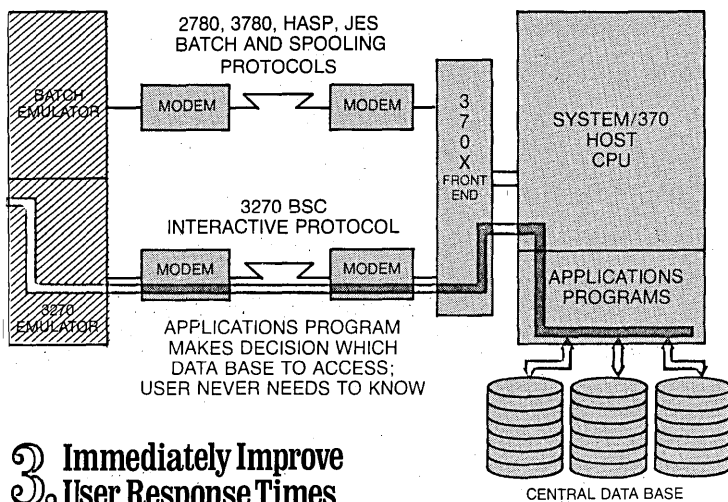 2780, 3780, HASP, JES
BATCH AND SPOOLING
PROTOCOLS
BATCH
EMULATOR
MODEM
MODEM
3
7
0
X
FRONT
END
SYSTEM/370
HOST
CPU
3270 BSC
INTERACTIVE PROTOCOL
MODEM
MODEM
3270
EMULATOR
APPLICATIONS
PROGRAMS
APPLICATIONS PROGRAM
MAKES DECISION WHICH
DATA BASE TO ACCESS;
USER NEVER NEEDS TO KNOW
CENTRAL DATA BASE
3. Immediately Improve
User Response Times